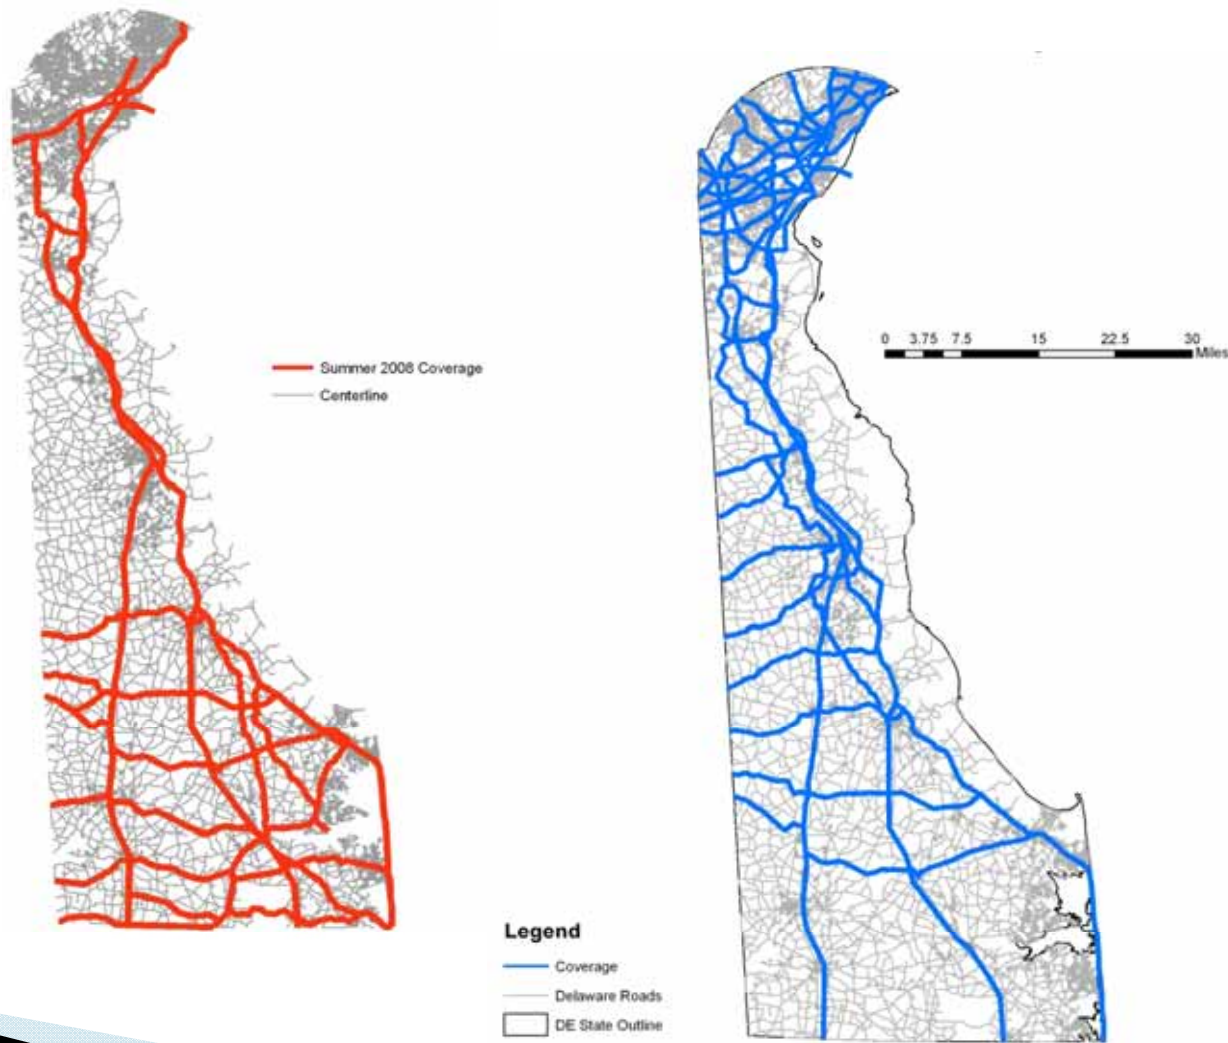 Summer 2008 Coverage
Centerline
0 3.75 7.5 15 22.5 30
Miles
Legend
Coverage
Delaware Roads
DE State Outline